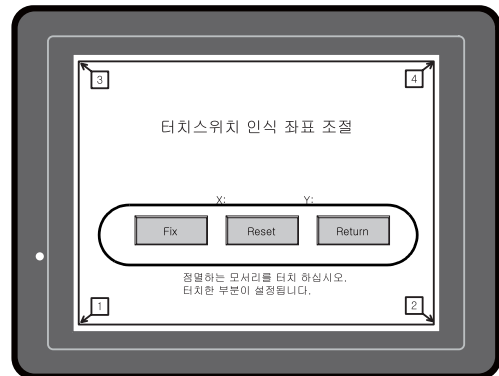 3
4
터치스위치 인식 좌표 조절
X: Y:
Fix Reset Return
점멸하는 모서리를 터치 하십시오.
터치한 부분이 설정됩니다.
1
2